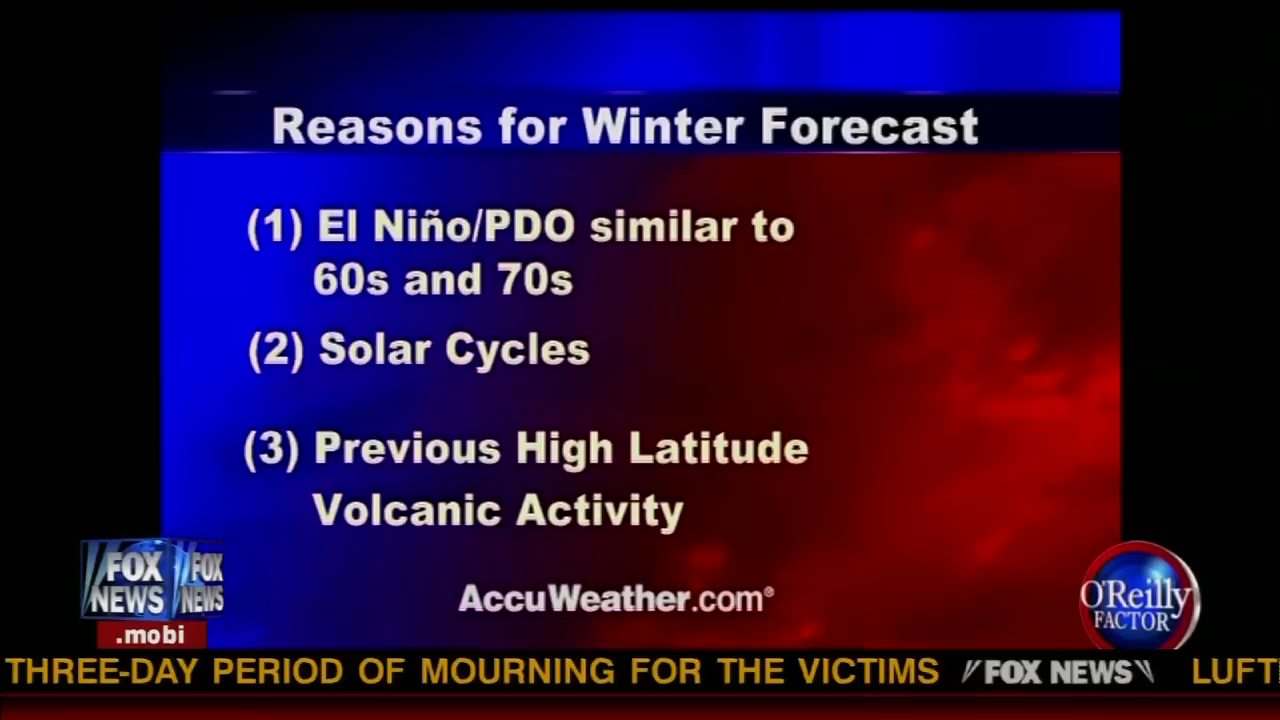 Reasons for Winter Forecast
(1) El Niño/PDO similar to
60s and 70s
(2) Solar Cycles
(3) Previous High Latitude
Volcanic Activity
AccuWeather.com®
FOX NEWS
FOX NEWS
.mobi
O'Reilly
FACTOR
THREE-DAY PERIOD OF MOURNING FOR THE VICTIMS FOX NEWS LUFT